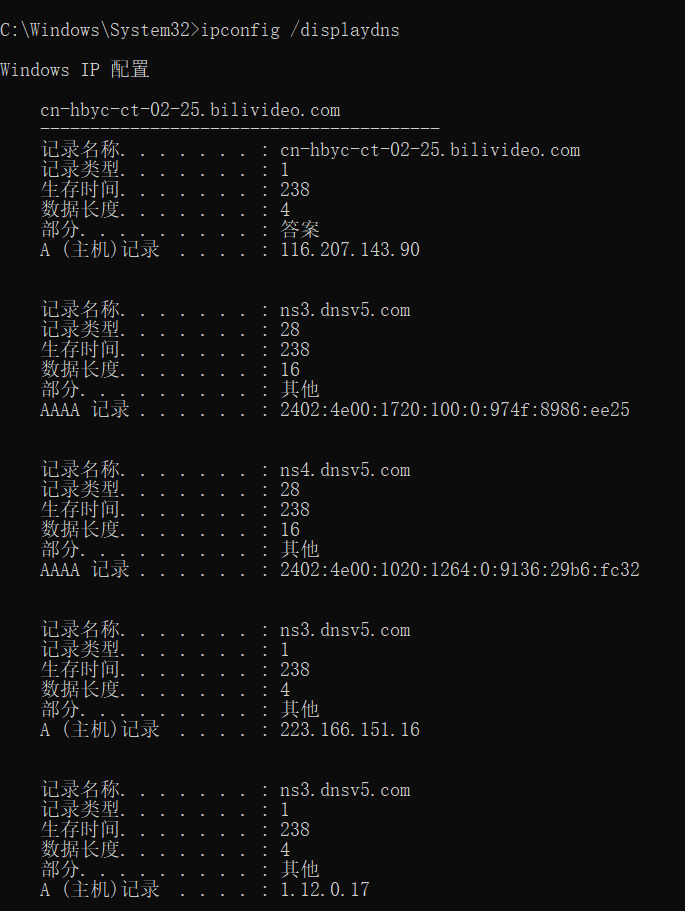 C:\Windows\System32>ipconfig /displaydns
Windows IP 配置
cn-hbyc-ct-02-25.bilivideo.com
----------------------------------------
记录名称. . . . . . . : cn-hbyc-ct-02-25.bilivideo.com
记录类型. . . . . . . : 1
生存时间. . . . . . . : 238
数据长度. . . . . . . : 4
部分. . . . . . . . . : 答案
A (主机)记录  . . . . : 116.207.143.90
记录名称. . . . . . . : ns3.dnsv5.com
记录类型. . . . . . . : 28
生存时间. . . . . . . : 238
数据长度. . . . . . . : 16
部分. . . . . . . . . : 其他
AAAA 记录 . . . . . . : 2402:4e00:1720:100:0:974f:8986:ee25
记录名称. . . . . . . : ns4.dnsv5.com
记录类型. . . . . . . : 28
生存时间. . . . . . . : 238
数据长度. . . . . . . : 16
部分. . . . . . . . . : 其他
AAAA 记录 . . . . . . : 2402:4e00:1020:1264:0:9136:29b6:fc32
记录名称. . . . . . . : ns3.dnsv5.com
记录类型. . . . . . . : 1
生存时间. . . . . . . : 238
数据长度. . . . . . . : 4
部分. . . . . . . . . : 其他
A (主机)记录  . . . . : 223.166.151.16
记录名称. . . . . . . : ns3.dnsv5.com
记录类型. . . . . . . : 1
生存时间. . . . . . . : 238
数据长度. . . . . . . : 4
部分. . . . . . . . . : 其他
A (主机)记录  . . . . : 1.12.0.17